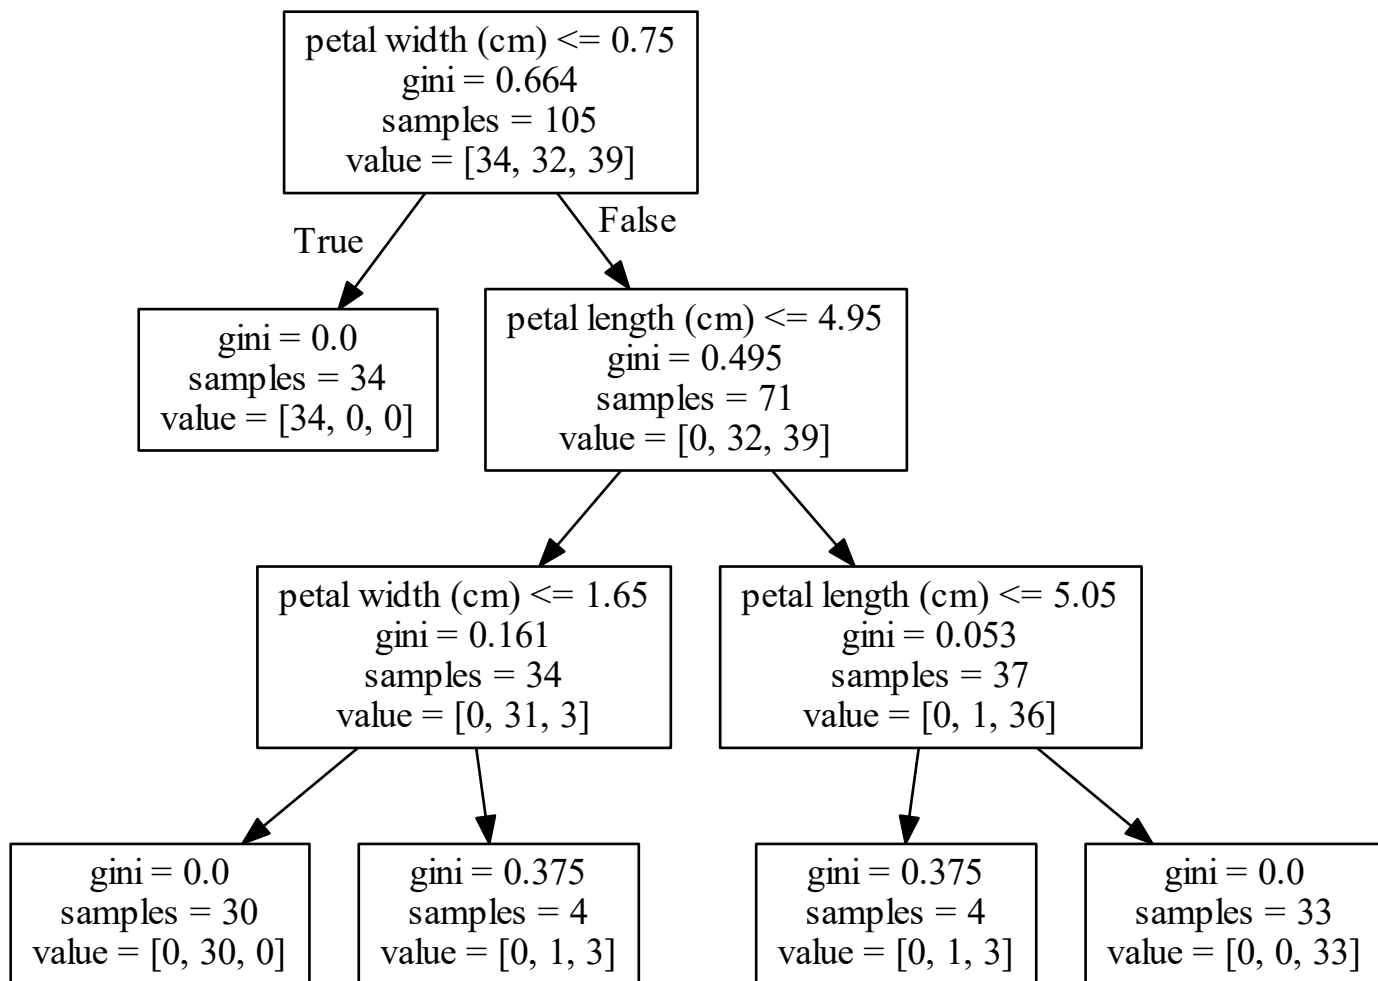 petal width (cm) <= 0.75
gini = 0.664
samples = 105
value = [34, 32, 39]
True
False
gini = 0.0
samples = 34
value = [34, 0, 0]
petal length (cm) <= 4.95
gini = 0.495
samples = 71
value = [0, 32, 39]
petal width (cm) <= 1.65
gini = 0.161
samples = 34
value = [0, 31, 3]
petal length (cm) <= 5.05
gini = 0.053
samples = 37
value = [0, 1, 36]
gini = 0.0
samples = 30
value = [0, 30, 0]
gini = 0.375
samples = 4
value = [0, 1, 3]
gini = 0.375
samples = 4
value = [0, 1, 3]
gini = 0.0
samples = 33
value = [0, 0, 33]